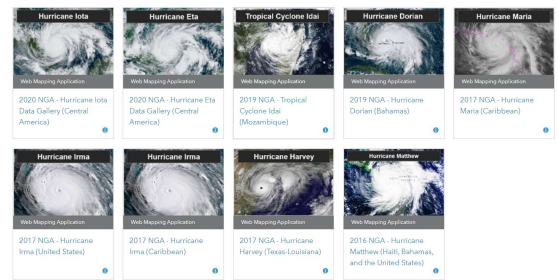 Hurricane Iota
Hurricane Eta
Tropical Cyclone Idai
Hurricane Dorian
Hurricane Maria
Web Mapping Application
Web Mapping Application
Web Mapping Application
Web Mapping Application
Web Mapping Application
2020 NGA - Hurricane Iota
Data Gallery (Central
America)
2020 NGA - Hurricane Eta
Data Gallery (Central
America)
2019 NGA - Tropical
Cyclone Idai
(Mozambique)
2019 NGA - Hurricane
Dorian (Bahamas)
2017 NGA - Hurricane
Maria (Caribbean)
Hurricane Irma
Hurricane Irma
Hurricane Harvey
Hurricane Matthew
Web Mapping Application
Web Mapping Application
Web Mapping Application
Web Mapping Application
2017 NGA - Hurricane
Irma (United States)
2017 NGA - Hurricane
Irma (Caribbean)
2017 NGA - Hurricane
Harvey (Texas-Louisiana)
2016 NGA - Hurricane
Matthew (Haiti, Bahamas,
and the United States)